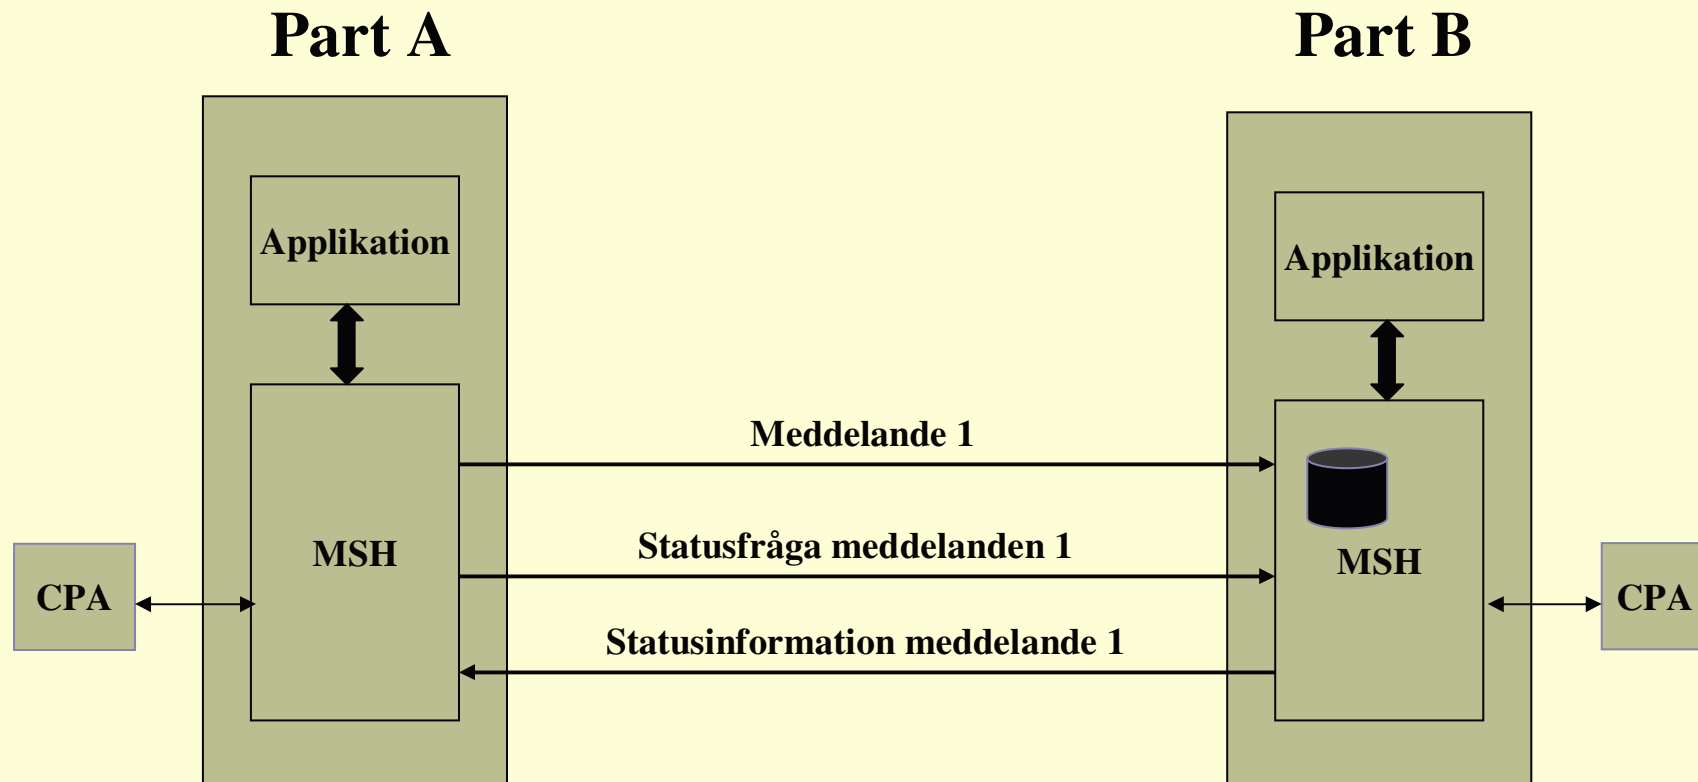 Part A
Part B
Applikation
Applikation
Meddelande 1
Statusfråga meddelanden 1
MSH
MSH
CPA
CPA
Statusinformation meddelande 1